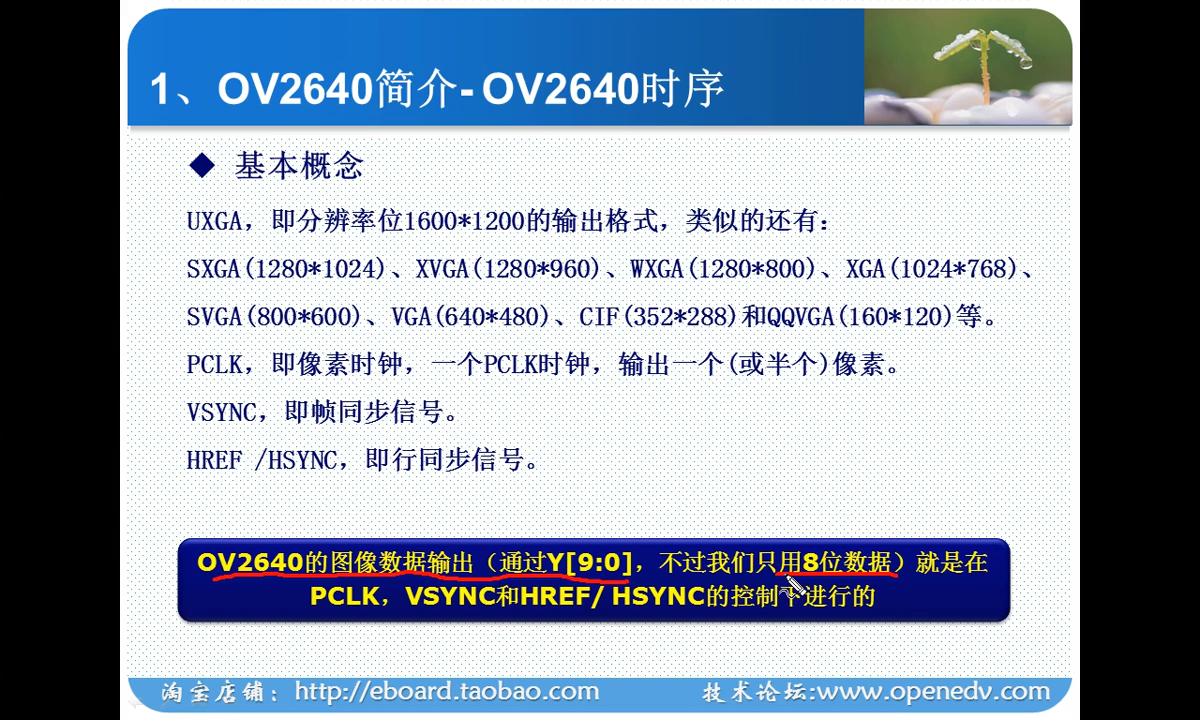 1、OV2640简介- OV2640时序
◆ 基本概念
UXGA，即分辨率位1600*1200的输出格式，类似的还有：
SXGA(1280*1024)、XVGA(1280*960)、WXGA(1280*800)、XGA(1024*768)、
SVGA(800*600)、VGA(640*480)、CIF(352*288)和QQVGA(160*120)等。
PCLK，即像素时钟，一个PCLK时钟，输出一个(或半个)像素。
VSYNC，即帧同步信号。
HREF /HSYNC，即行同步信号。
OV2640的图像数据输出（通过Y[9:0]，不过我们只用8位数据）就是在
PCLK，VSYNC和HREF/ HSYNC的控制下进行的
淘宝店铺：http://eboard.taobao.com 技术论坛:www.openedv.com